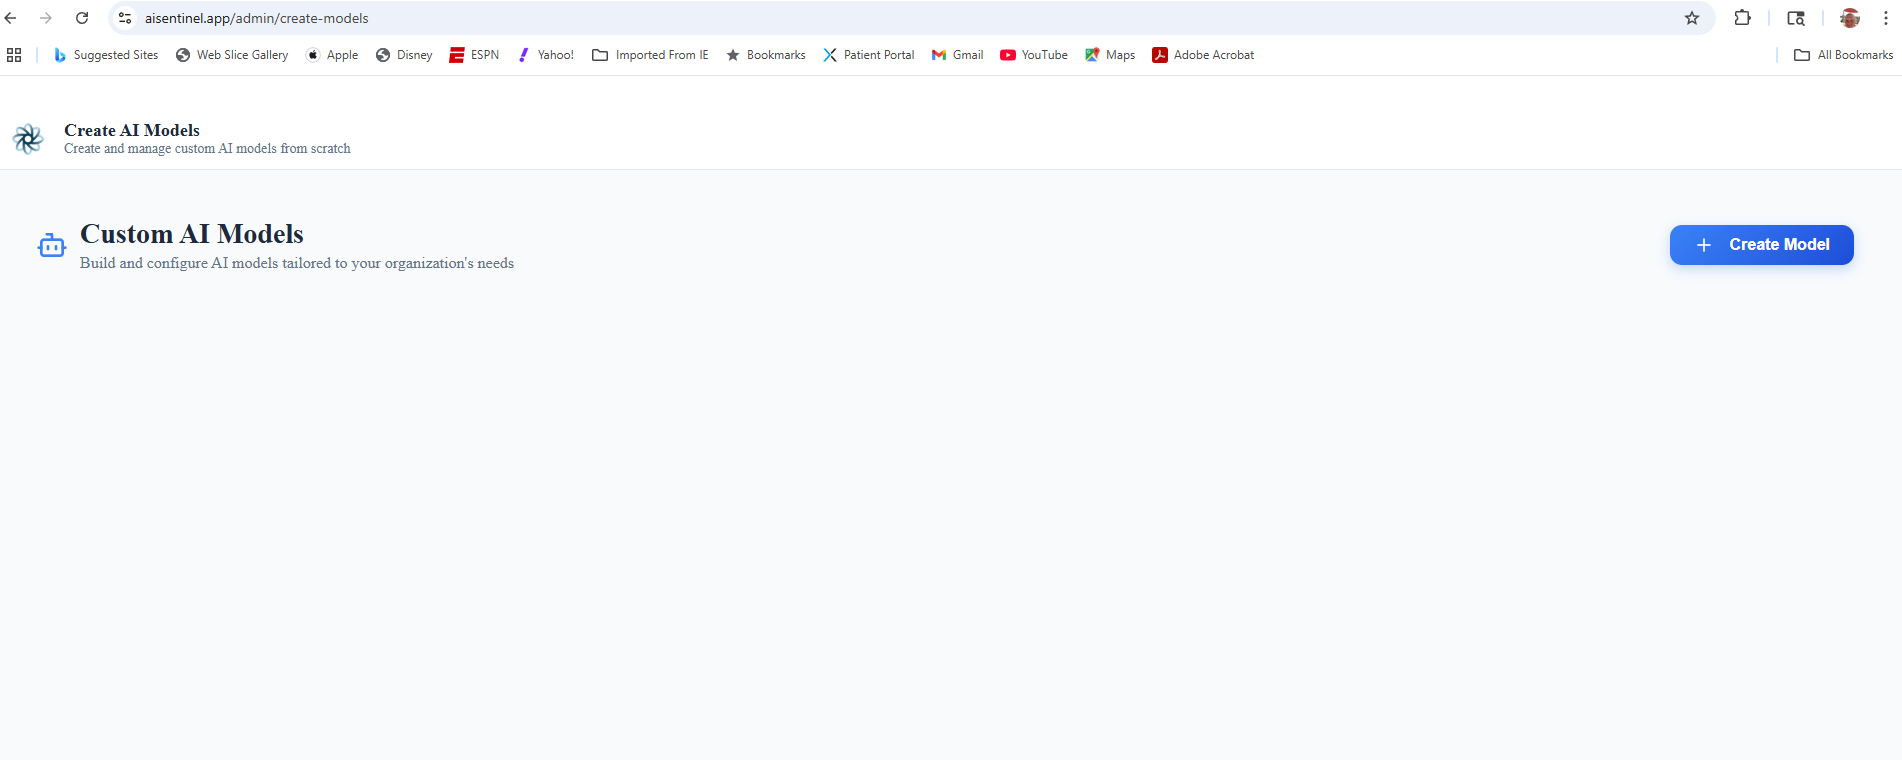 aisentinel.app/admin/create-models
Suggested Sites Web Slice Gallery Apple Disney ESPN Yahoo! Imported From IE Bookmarks Patient Portal Gmail YouTube Maps Adobe Acrobat All Bookmarks
Create AI Models
Create and manage custom AI models from scratch
Custom AI Models
Build and configure AI models tailored to your organization's needs
Create Model